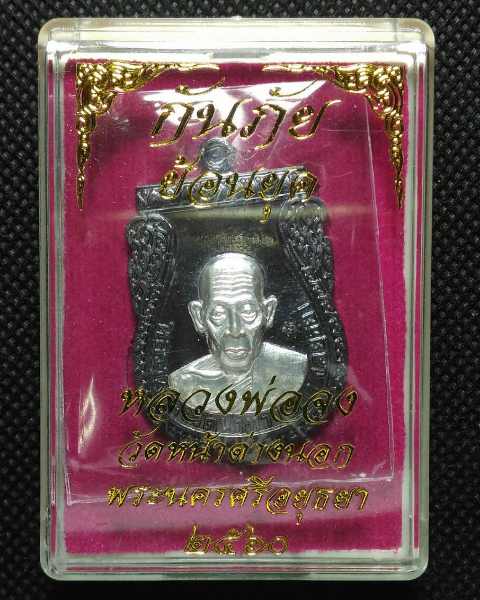 กันภัย
ย้อนยุค
หลวงพ่อลง
วัดหน้าต่างนอก
พระนครศรีอยุธยา
๒๕๖๐